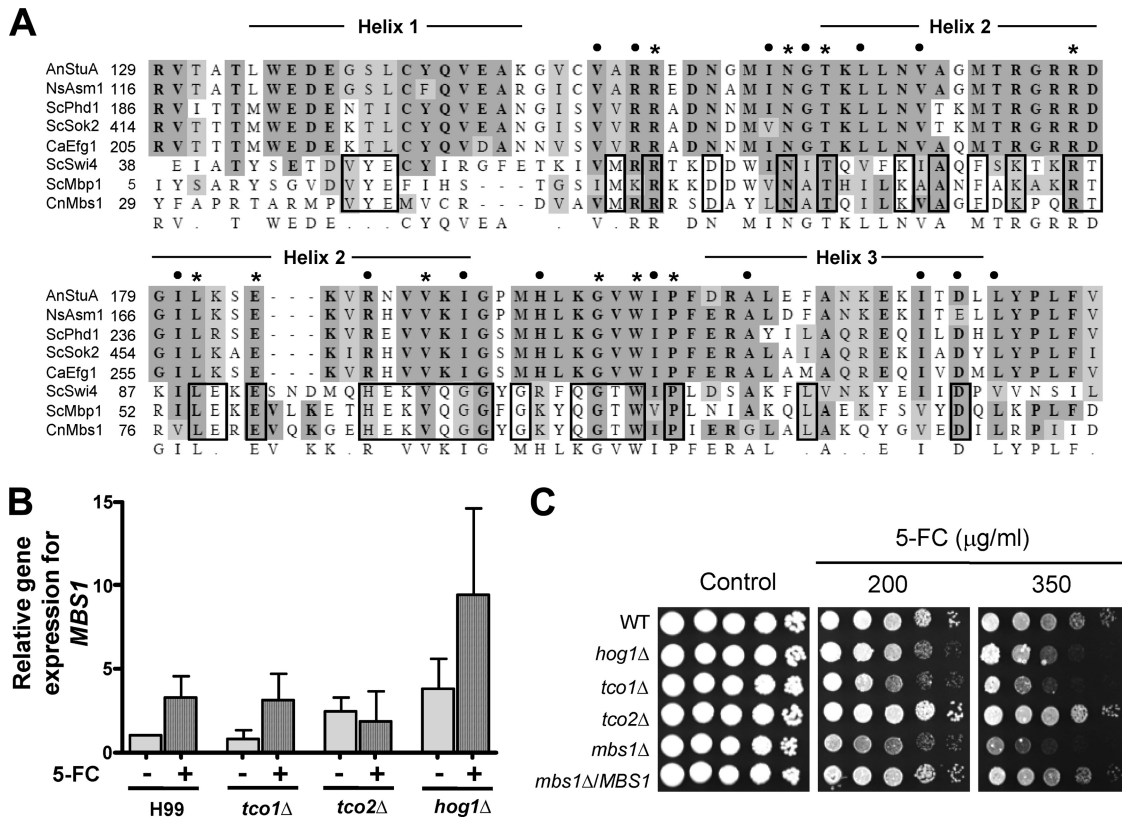 A
Helix 1 Helix 2
• • * • * • * • • *
AnStuA 129 R V T A T L W E D E G S L C Y Q V E A K G V C V A R R E D N G M I N G T K L L N V A G M T R G R R D
NsAsm1 116 R V T A T L W E D E G S L C F Q V E A R G I C V A R R E D N A M I N G T K L L N V A G M T R G R R D
ScPhd1 186 R V I T T M W E D E N T I C Y Q V E A N G I S V V R R A D N N M I N G T K L L N V T K M T R G R R D
ScSok2 414 R V T T T M W E D E K T L C Y Q V E A N G I S V V R R A D N D M V N G T K L L N V T K M T R G R R D
CaEfg1 205 R V T T T M W E D E K T L C Y Q V D A N N V S V V R R A D N N M I N G T K L L N V A Q M T R G R R D
ScSwi4 38 E I A T Y S E T D V Y E C Y I R G F E T K I V M R R T K D D W I N I T Q V F K I A Q F S K T K R T
ScMbp1 5 I Y S A R Y S G V D V Y E F I H S - - - T G S I M K R K K D D W V N A T H I L K A A N F A K A K R T
CnMbs1 29 Y F A P R T A R M P V Y E M V C R - - D V A V M R R R S D A Y L N A T Q I L K V A G F D K P Q R T
R V . T W E D E . . . C Y Q V E A . V . R R D N M I N G T K L L N V A M T R G R R D
Helix 2 Helix 3
• * * • * • • * * • * • • • •
AnStuA 179 G I L K S E - - - K V R N V V K I G P M H L K G V W I P F D R A L E F A N K E K I T D L L Y P L F V
NsAsm1 166 G I L K S E - - - K V R H V V K I G P M H L K G V W I P F E R A L D F A N K E K I T E L L Y P L F V
ScPhd1 236 G I L R S E - - - K V R E V V K I G S M H L K G V W I P F E R A Y I L A Q R E Q I L D H L Y P L F V
ScSok2 454 G I L K A E - - - K I R H V V K I G S M H L K G V W I P F E R A L A I A Q R E K I A D Y L Y P L F I
CaEfg1 255 G I L K S E - - - K V R H V V K I G S M H L K G V W I P F E R A L A M A Q R E Q I V D M L Y P L F V
ScSwi4 87 K I L E K E S N D M Q H E K V Q G G Y G R F Q G T W I P L D S A K F L V N K Y E I I D P V V N S I L
ScMbp1 52 R I L E K E V L K E T H E K V Q G G F G K Y Q G T W V P L N I A K Q L A E K F S V Y D Q L K P L F D
CnMbs1 76 R V L E R E V Q K G E H E K V Q G G Y G K Y Q G T W I P I E R G L A L A K Q Y G V E D I L R P I I D
G I L . E V K K . R V V K I G M H L K G V W I P F E R A L . A . . E I D L Y P L F .
B
Relative gene
expression for
MBS1
15
10
5
0
5-FC - + - + - + - +
H99 tco1Δ tco2Δ hog1Δ
C
5-FC (μg/ml)
Control 200 350
WT
hog1Δ
tco1Δ
tco2Δ
mbs1Δ
mbs1Δ/MBS1